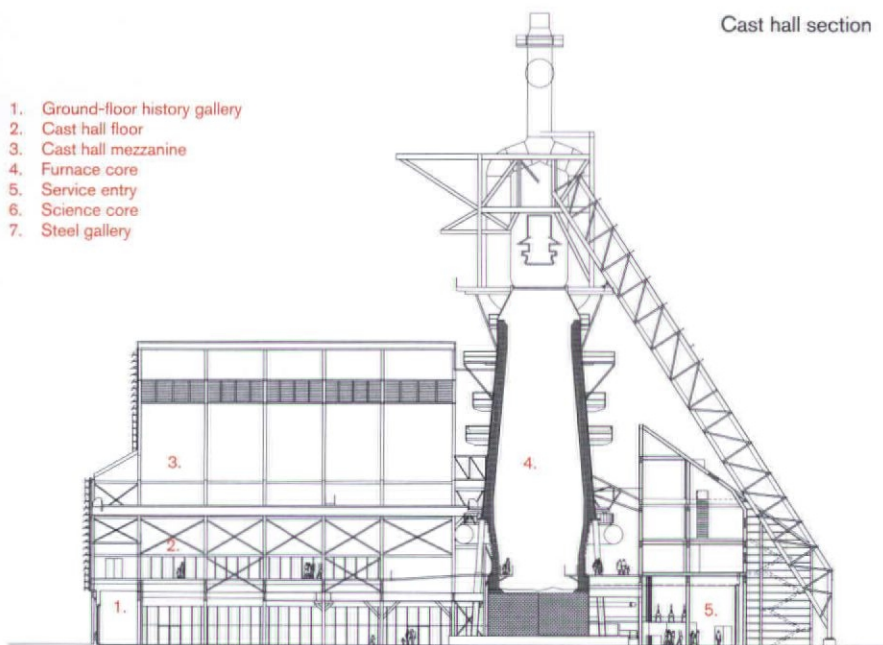 Cast hall section
1. Ground-floor history gallery
2. Cast hall floor
3. Cast hall mezzanine
4. Furnace core
5. Service entry
6. Science core
7. Steel gallery
3.
4.
2.
1.
5.